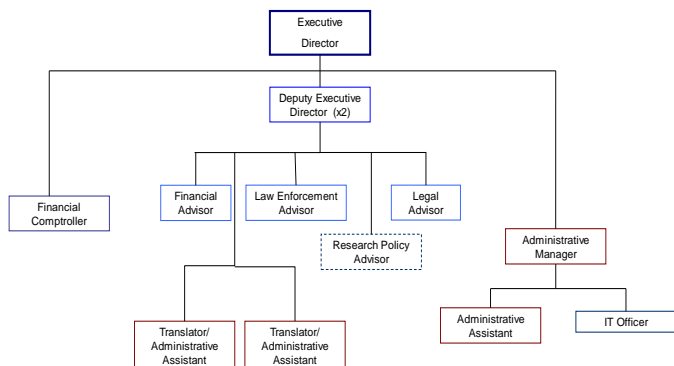 Executive
Director
Deputy Executive
Director (x2)
Financial
Advisor
Law Enforcement
Advisor
Legal
Advisor
Financial
Comptroller
Research Policy
Advisor
Administrative
Manager
Translator/
Administrative
Assistant
Translator/
Administrative
Assistant
Administrative
Assistant
IT Officer